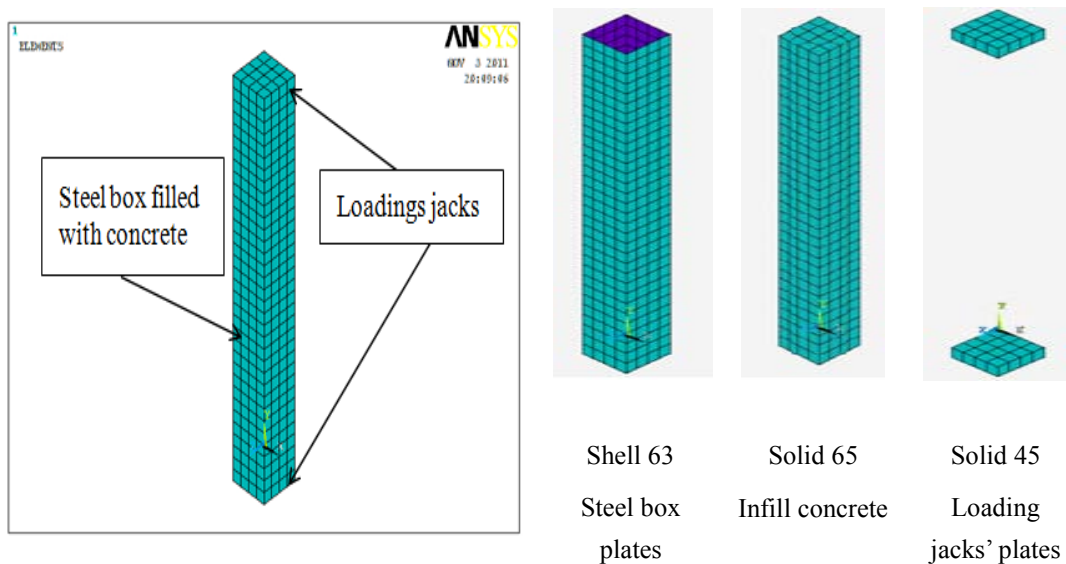 1
ELEMENTS
ANSYS
NOV 3 2011
20:09:06
Steel box filled
with concrete
Loadings jacks
Shell 63
Steel box
plates
Solid 65
Infill concrete
Solid 45
Loading
jacks’ plates